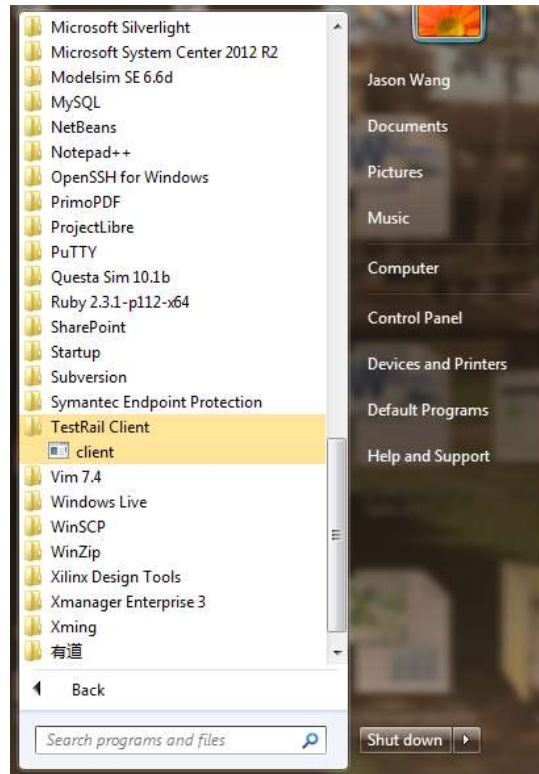 Microsoft Silverlight
Microsoft System Center 2012 R2
Modelsim SE 6.6d
MySQL
NetBeans
Notepad++
OpenSSH for Windows
PrimoPDF
ProjectLibre
PuTTY
Questa Sim 10.1b
Ruby 2.3.1-p112-x64
SharePoint
Startup
Subversion
Symantec Endpoint Protection
TestRail Client
client
Vim 7.4
Windows Live
WinSCP
WinZip
Xilinx Design Tools
Xmanager Enterprise 3
Xming
有道
Back
Search programs and files
Jason Wang
Documents
Pictures
Music
Computer
Control Panel
Devices and Printers
Default Programs
Help and Support
Shut down